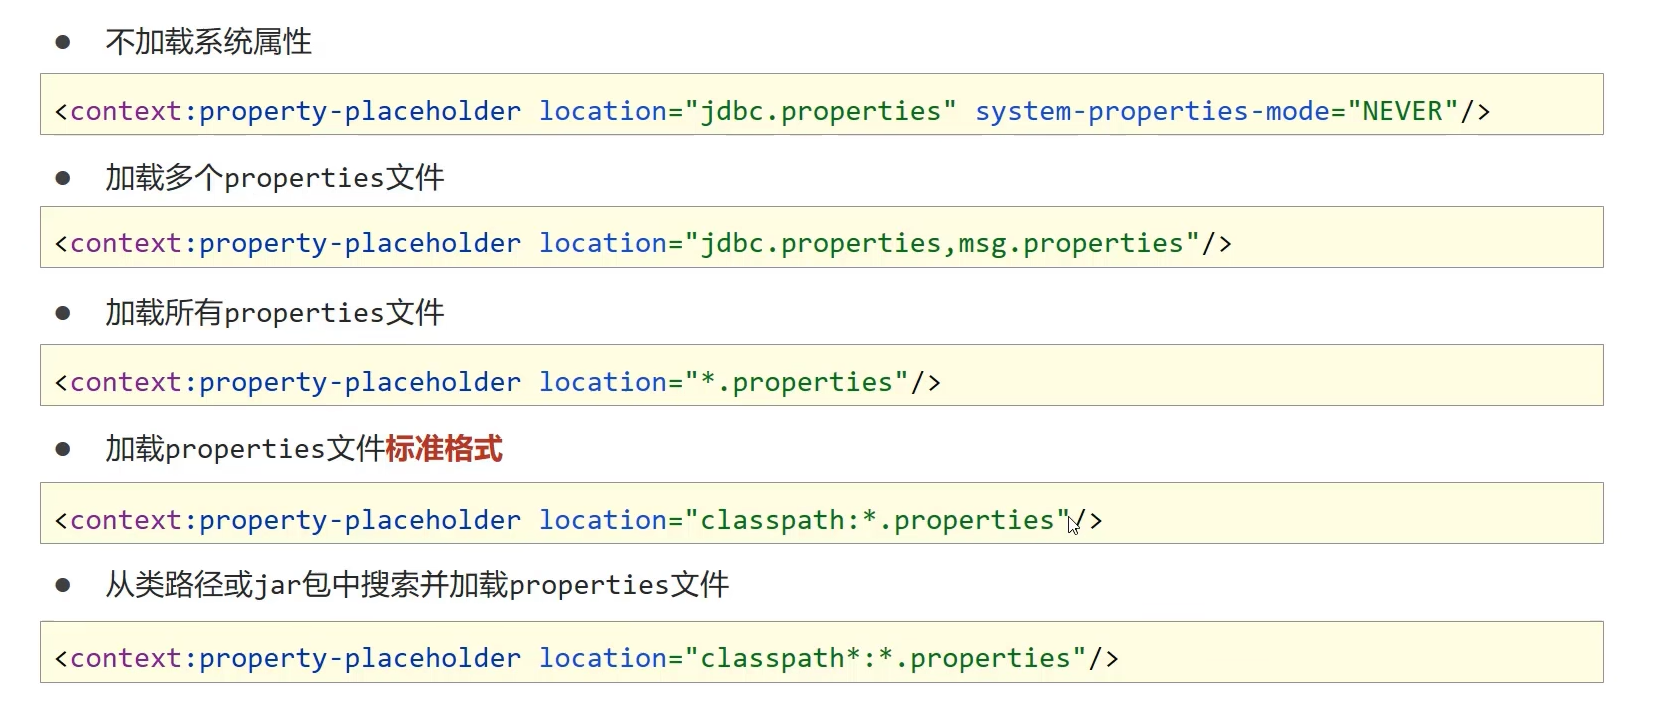 ● 不加载系统属性
<context:property-placeholder location="jdbc.properties" system-properties-mode="NEVER"/>
● 加载多个properties文件
<context:property-placeholder location="jdbc.properties,msg.properties"/>
● 加载所有properties文件
<context:property-placeholder location="*.properties"/>
● 加载properties文件标准格式
<context:property-placeholder location="classpath:*.properties"/>
● 从类路径或jar包中搜索并加载properties文件
<context:property-placeholder location="classpath*:*.properties"/>